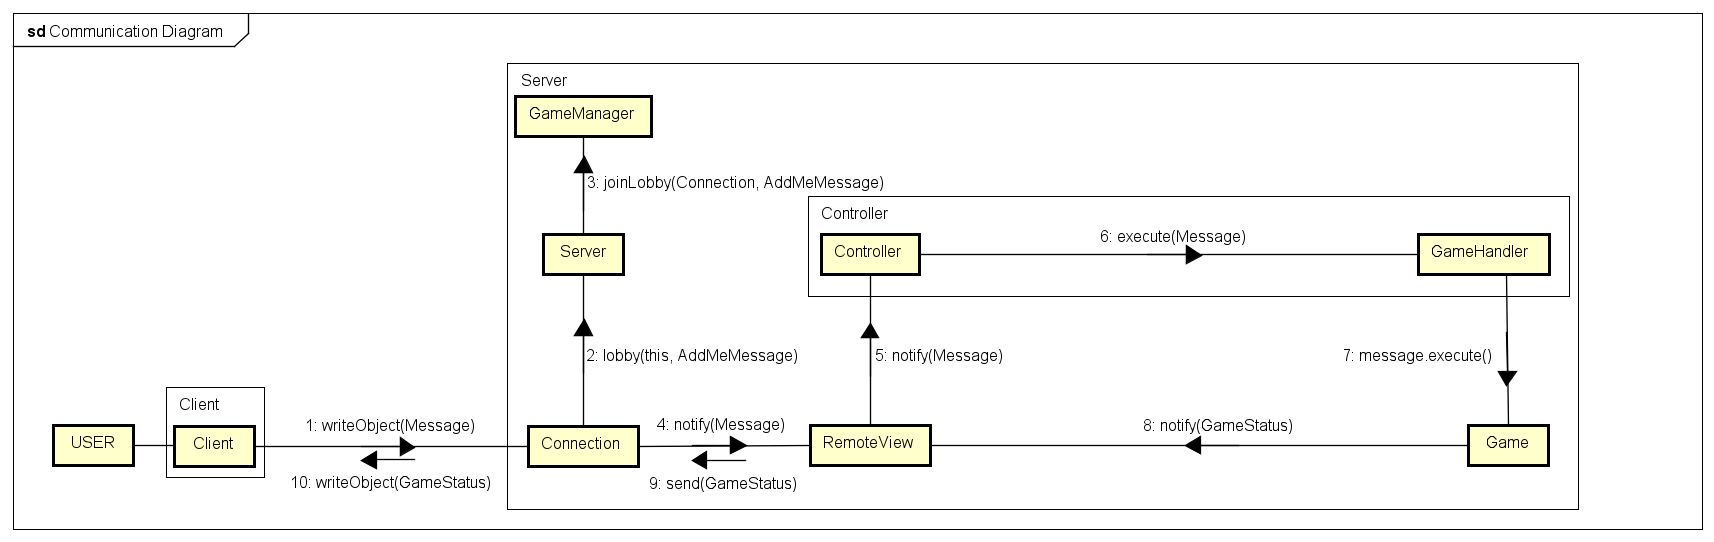 sd Communication Diagram
Server
GameManager
3: joinLobby(Connection, AddMeMessage)
Controller
Server
Controller
6: execute(Message)
GameHandler
2: lobby(this, AddMeMessage)
5: notify(Message)
7: message.execute()
Client
USER
Client
1: writeObject(Message)
Connection
4: notify(Message)
RemoteView
8: notify(GameStatus)
Game
10: writeObject(GameStatus)
9: send(GameStatus)